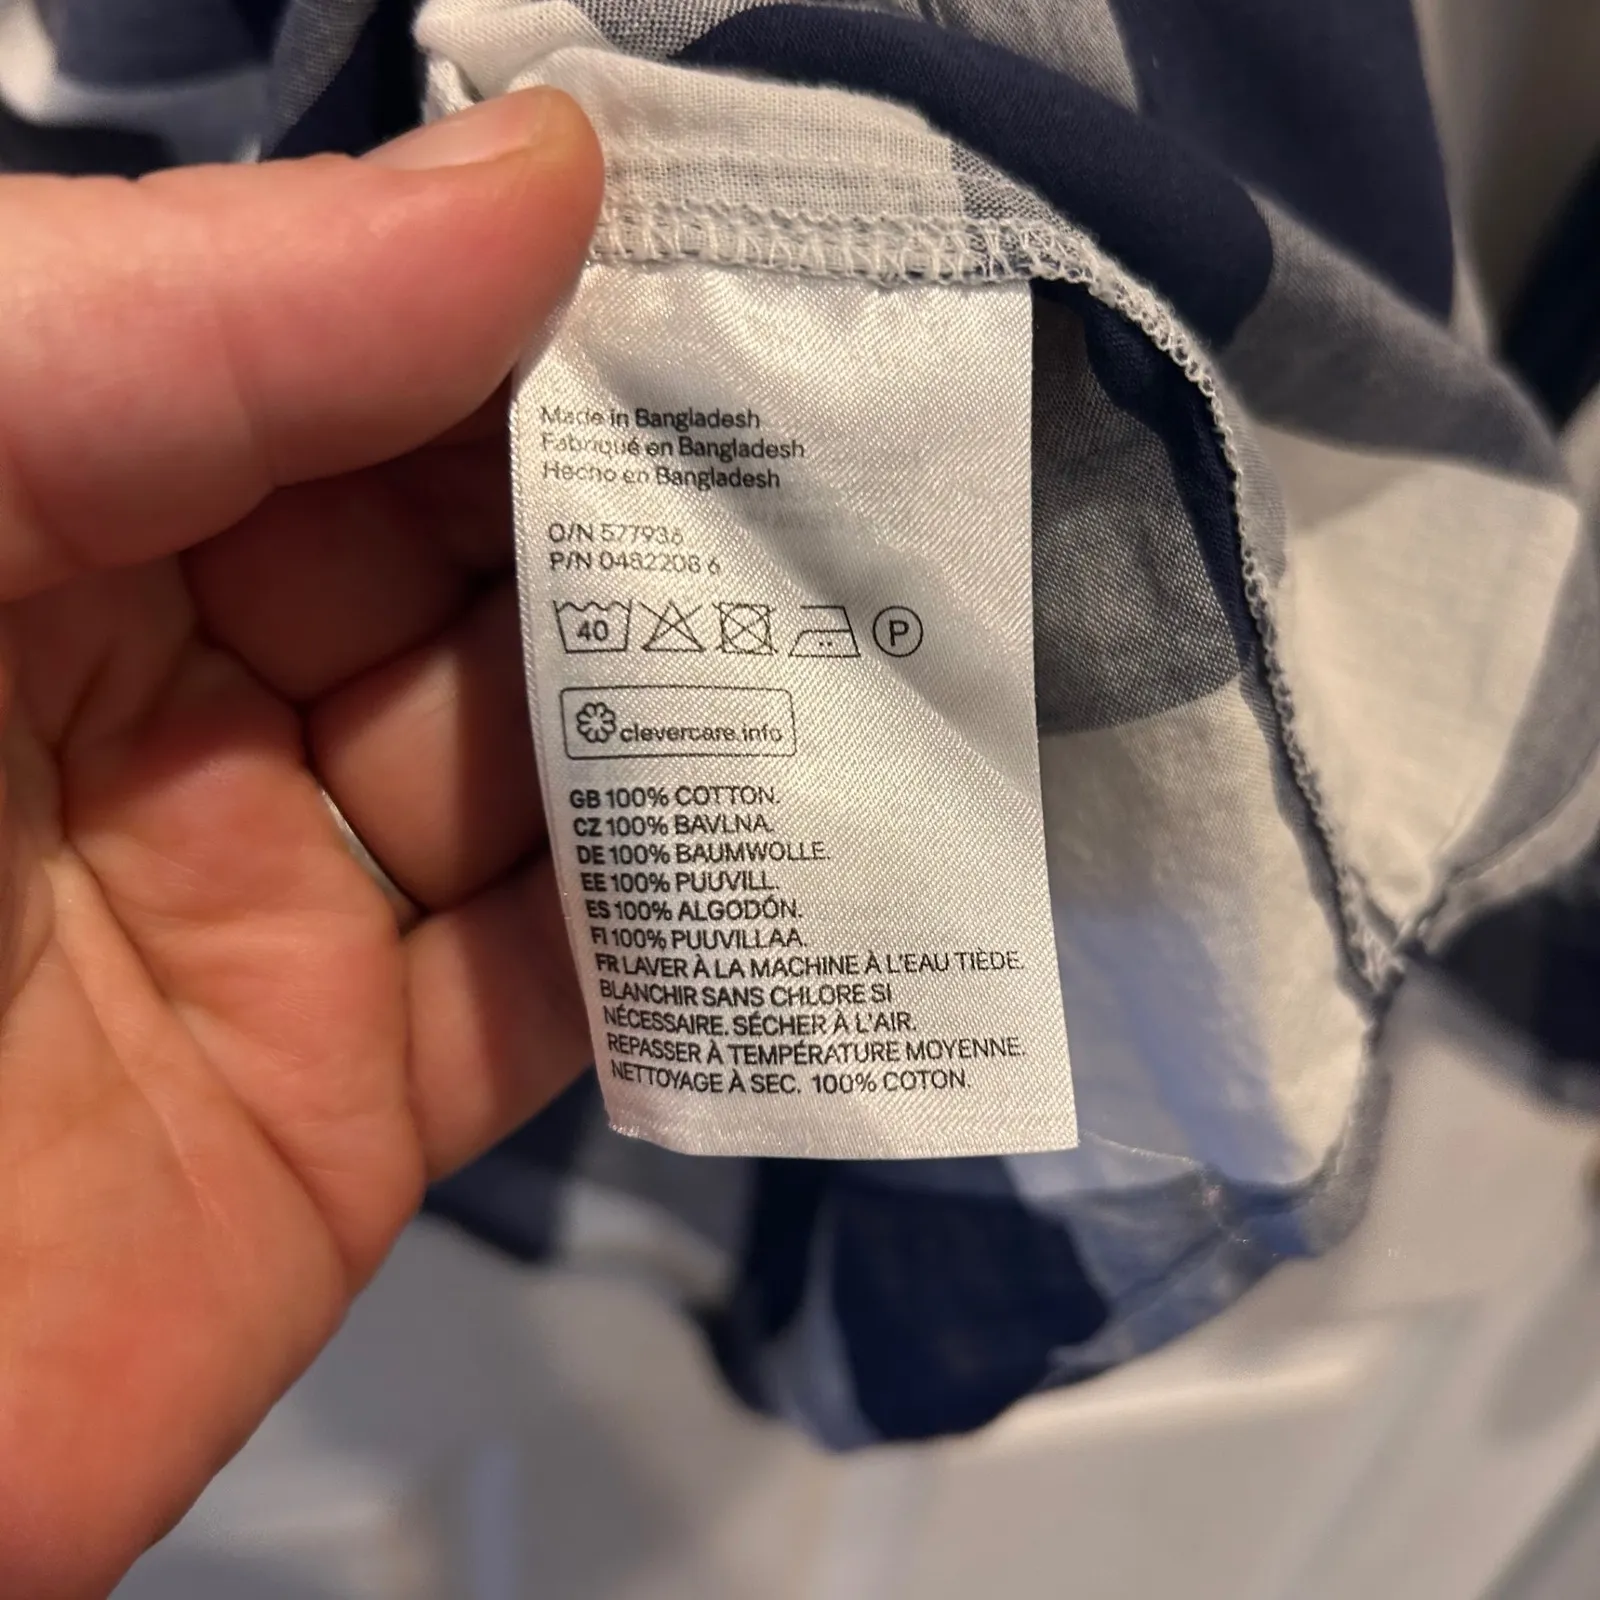 Made in Bangladesh
Fabriqué en Bangladesh
Hecho en Bangladesh
O/N 577936
P/N 0482208 6
40
P
clevercare.info
GB 100% COTTON.
CZ 100% BAVLNA.
DE 100% BAUMWOLLE.
EE 100% PUUVILL.
ES 100% ALGODÓN.
FI 100% PUUVILLAA.
FR LAVER À LA MACHINE À L'EAU TIÈDE.
BLANCHIR SANS CHLORE SI
NÉCESSAIRE. SÉCHER À L'AIR.
REPASSER À TEMPÉRATURE MOYENNE.
NETTOYAGE À SEC. 100% COTON.